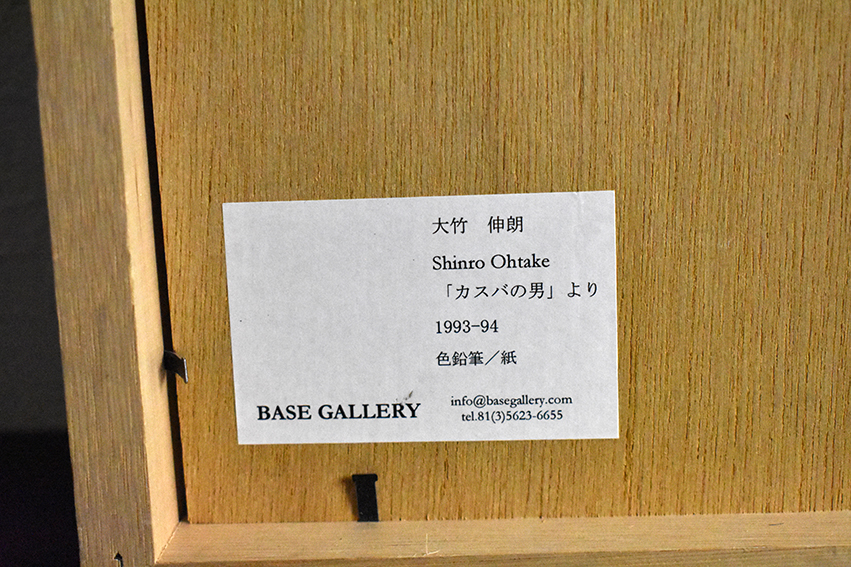 大竹　伸朗
Shinro Ohtake
「カスバの男」より
1993-94
色鉛筆／紙
BASE GALLERY
info@basegallery.com
tel.81(3)5623-6655